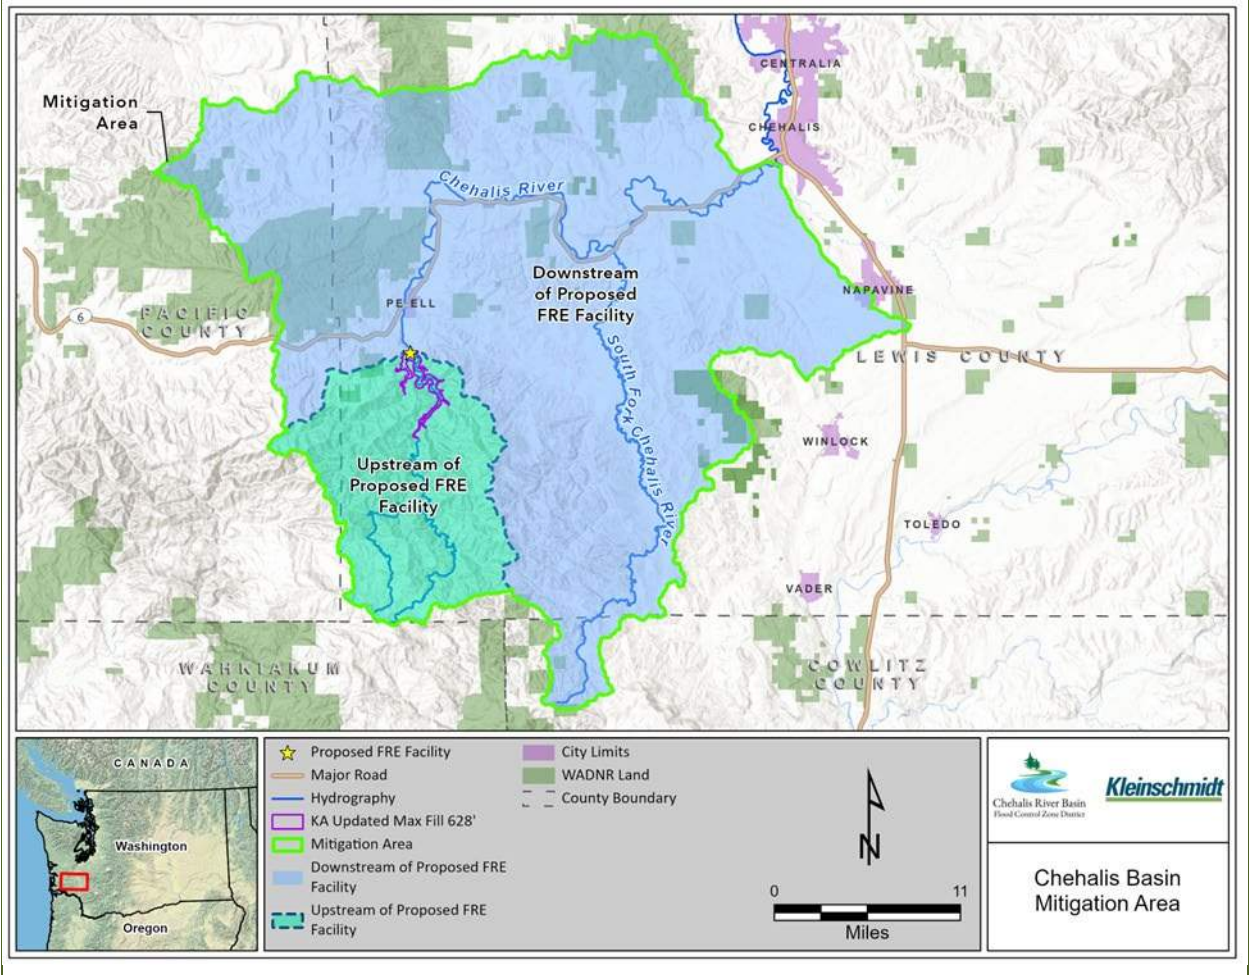 CENTRALIA
Mitigation
Area
CHEHALIS
Chehalis River
Downstream
of Proposed
FRE Facility
NAPAVINE
PE ELL
PACIFIC
COUNTY
6
LEWIS COUNTY
South Fork Chehalis River
WINLOCK
Upstream of
Proposed FRE
Facility
TOLEDO
VADER
WAHKIAKUM
COUNTY
COWLITZ
COUNTY
CANADA
Washington
Oregon
Proposed FRE Facility
Major Road
Hydrography
KA Updated Max Fill 628'
Mitigation Area
Downstream of Proposed FRE
Facility
Upstream of Proposed FRE
Facility
City Limits
WADNR Land
County Boundary
N
0 11
Miles
Chehalis River Basin
Flood Control Zone District
Kleinschmidt
Chehalis Basin
Mitigation Area